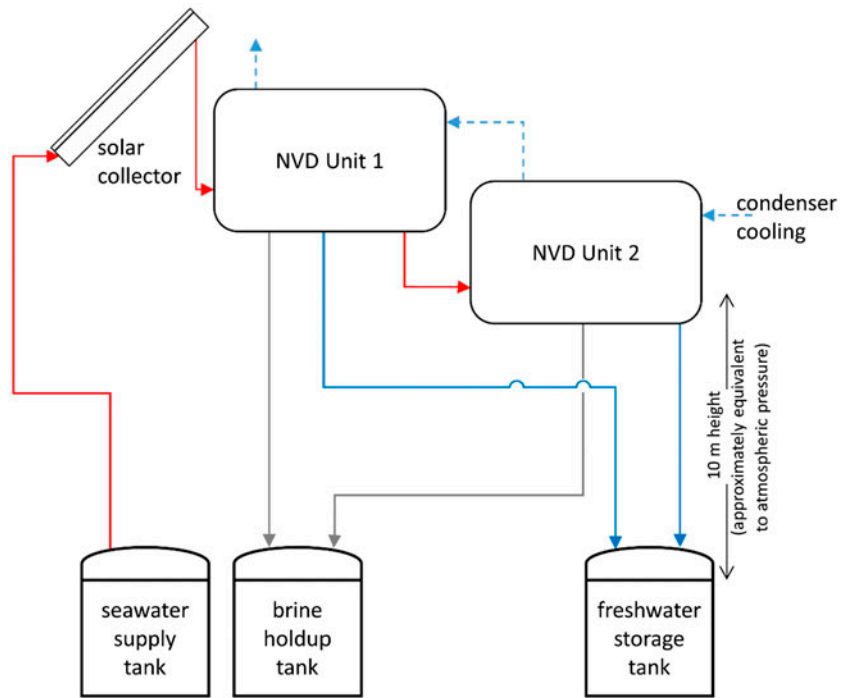 solar
collector
NVD Unit 1
NVD Unit 2
condenser
cooling
10 m height
(approximately equivalent
to atmospheric pressure)
seawater
supply
tank
brine
holdup
tank
freshwater
storage
tank